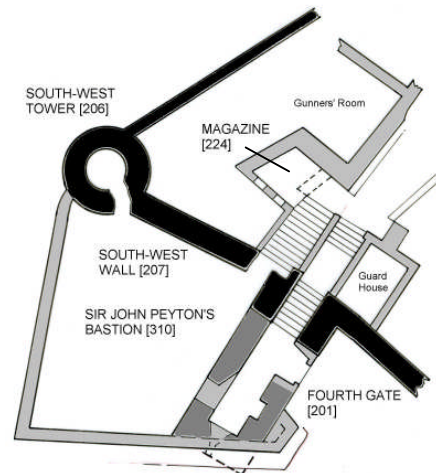 Gunners' Room
SOUTH-WEST
TOWER [206]
MAGAZINE
[224]
SOUTH-WEST
WALL [207]
Guard
House
SIR JOHN PEYTON'S
BASTION [310]
FOURTH GATE
[201]